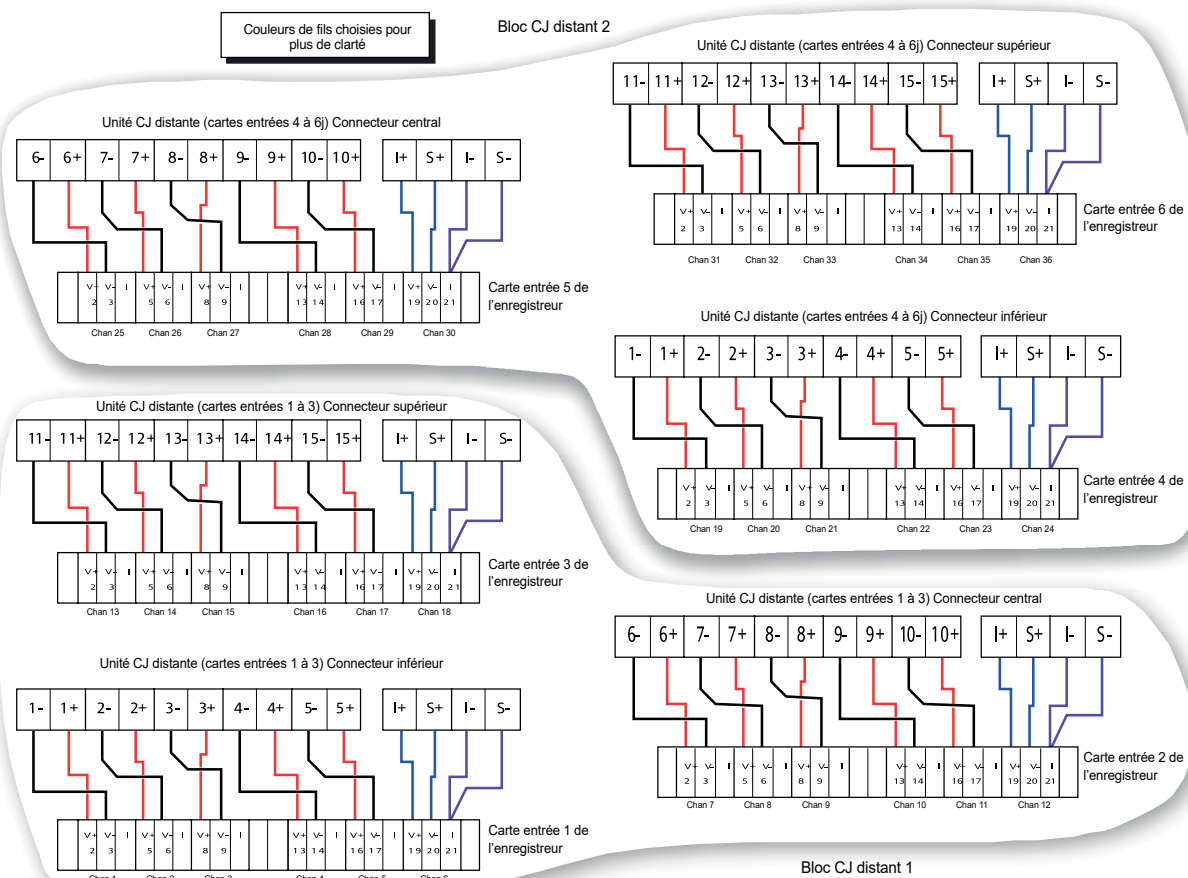 Couleurs de fils choisies pour
plus de clarté
Bloc CJ distant 2
Unité CJ distante (cartes entrées 4 à 6j) Connecteur supérieur
11- 11+ 12- 12+ 13- 13+ 14- 14+ 15- 15+ I+ S+ I- S-
V+ V- I V+ V- I V+ V- I V+ V- I V+ V- I V+ V- I
2 3 5 6 8 9 13 14 16 17 19 20 21
Chan 31 Chan 32 Chan 33 Chan 34 Chan 35 Chan 36
Carte entrée 6 de
l'enregistreur
Unité CJ distante (cartes entrées 4 à 6j) Connecteur central
6- 6+ 7- 7+ 8- 8+ 9- 9+ 10- 10+ I+ S+ I- S-
V+ V- I V+ V- I V+ V- I V+ V- I V+ V- I V+ V- I
2 3 5 6 8 9 13 14 16 17 19 20 21
Chan 25 Chan 26 Chan 27 Chan 28 Chan 29 Chan 30
Carte entrée 5 de
l'enregistreur
Unité CJ distante (cartes entrées 4 à 6j) Connecteur inférieur
1- 1+ 2- 2+ 3- 3+ 4- 4+ 5- 5+ I+ S+ I- S-
V+ V- I V+ V- I V+ V- I V+ V- I V+ V- I V+ V- I
2 3 5 6 8 9 13 14 16 17 19 20 21
Chan 19 Chan 20 Chan 21 Chan 22 Chan 23 Chan 24
Carte entrée 4 de
l'enregistreur
Unité CJ distante (cartes entrées 1 à 3) Connecteur supérieur
11- 11+ 12- 12+ 13- 13+ 14- 14+ 15- 15+ I+ S+ I- S-
V+ V- I V+ V- I V+ V- I V+ V- I V+ V- I V+ V- I
2 3 5 6 8 9 13 14 16 17 19 20 21
Chan 13 Chan 14 Chan 15 Chan 16 Chan 17 Chan 18
Carte entrée 3 de
l'enregistreur
Unité CJ distante (cartes entrées 1 à 3) Connecteur central
6- 6+ 7- 7+ 8- 8+ 9- 9+ 10- 10+ I+ S+ I- S-
V+ V- I V+ V- I V+ V- I V+ V- I V+ V- I V+ V- I
2 3 5 6 8 9 13 14 16 17 19 20 21
Chan 7 Chan 8 Chan 9 Chan 10 Chan 11 Chan 12
Carte entrée 2 de
l'enregistreur
Unité CJ distante (cartes entrées 1 à 3) Connecteur inférieur
1- 1+ 2- 2+ 3- 3+ 4- 4+ 5- 5+ I+ S+ I- S-
V+ V- I V+ V- I V+ V- I V+ V- I V+ V- I V+ V- I
2 3 5 6 8 9 13 14 16 17 19 20 21
Chan 1 Chan 2 Chan 3 Chan 4 Chan 5 Chan 6
Carte entrée 1 de
l'enregistreur
Bloc CJ distant 1